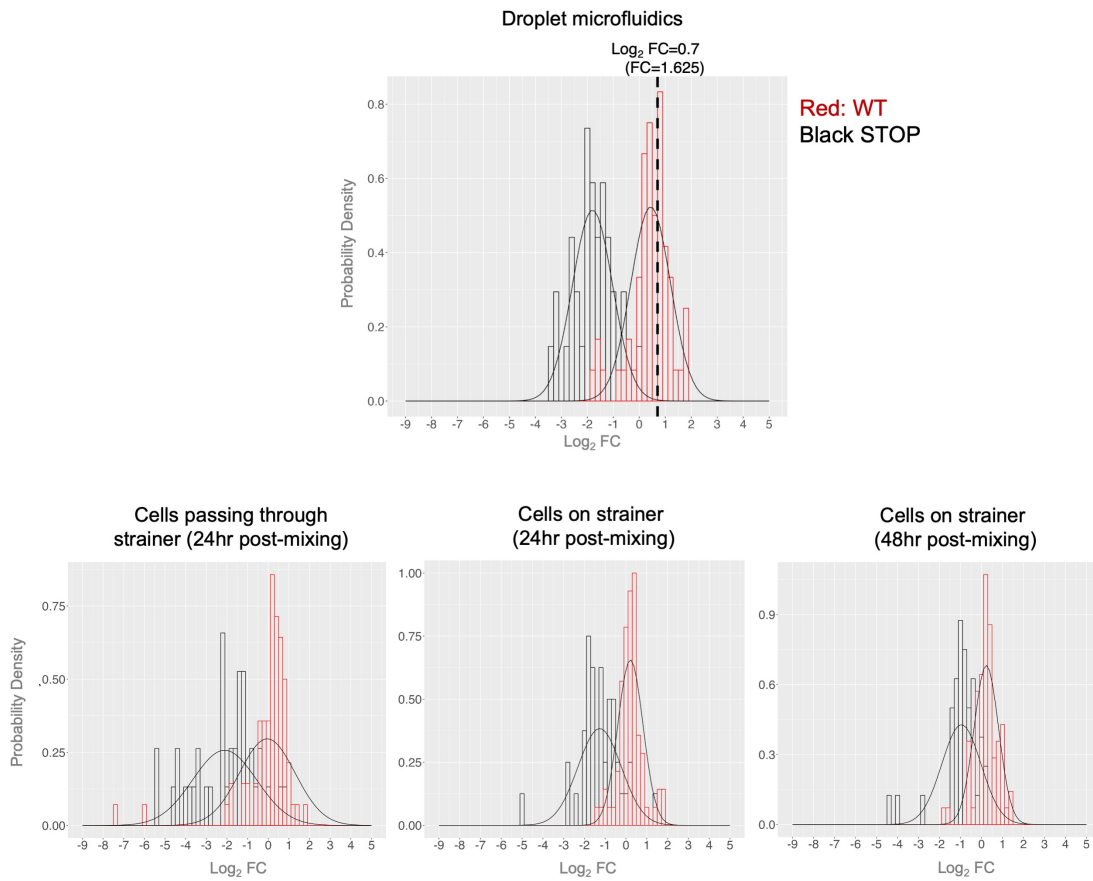 Droplet microfluidics
Log2 FC=0.7
(FC=1.625)
Red: WT
Black STOP
0.8
0.6
0.4
0.2
0.0
Probability Density
-9 -8 -7 -6 -5 -4 -3 -2 -1 0 1 2 3 4 5
Log2 FC
Cells passing through
strainer (24hr post-mixing)
0.75
0.50
0.25
0.00
Probability Density
-9 -8 -7 -6 -5 -4 -3 -2 -1 0 1 2 3 4 5
Log2 FC
Cells on strainer
(24hr post-mixing)
1.00
0.75
0.50
0.25
0.00
-9 -8 -7 -6 -5 -4 -3 -2 -1 0 1 2 3 4 5
Log2 FC
Cells on strainer
(48hr post-mixing)
0.9
0.6
0.3
0.0
-9 -8 -7 -6 -5 -4 -3 -2 -1 0 1 2 3 4 5
Log2 FC